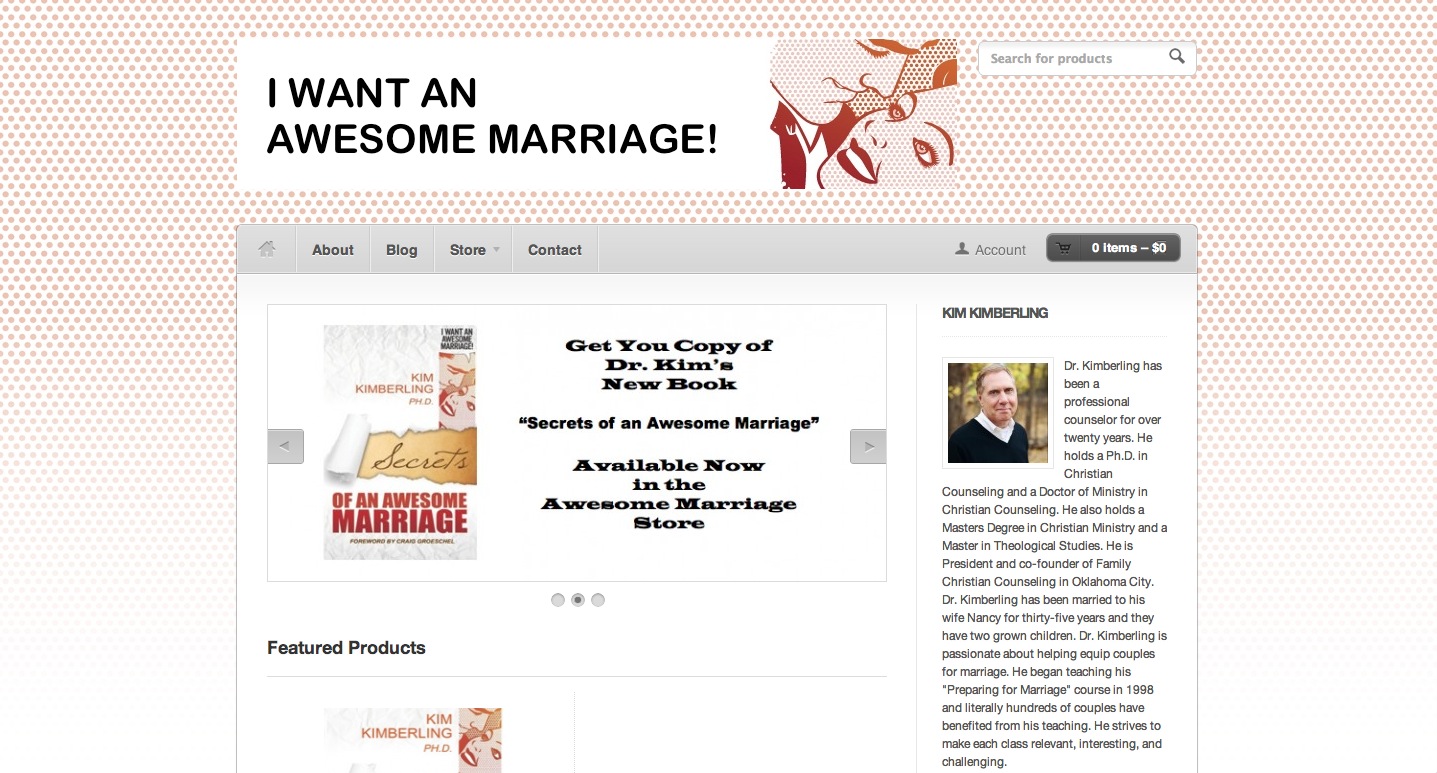 I WANT AN
AWESOME MARRIAGE!
Search for products
About
Blog
Store
Contact
Account
0 items – $0
I WANT AN
AWESOME
MARRIAGE!
KIM
KIMBERLING
PH.D.
Secrets
OF AN AWESOME
MARRIAGE
FOREWORD BY CRAIG GROESCHEL
Get You Copy of
Dr. Kim's
New Book
“Secrets of an Awesome Marriage”
Available Now
in the
Awesome Marriage
Store
Featured Products
KIM
KIMBERLING
PH.D.
KIM KIMBERLING
Dr. Kimberling has
been a
professional
counselor for over
twenty years. He
holds a Ph.D. in
Christian
Counseling and a Doctor of Ministry in
Christian Counseling. He also holds a
Masters Degree in Christian Ministry and a
Master in Theological Studies. He is
President and co-founder of Family
Christian Counseling in Oklahoma City.
Dr. Kimberling has been married to his
wife Nancy for thirty-five years and they
have two grown children. Dr. Kimberling is
passionate about helping equip couples
for marriage. He began teaching his
"Preparing for Marriage" course in 1998
and literally hundreds of couples have
benefited from his teaching. He strives to
make each class relevant, interesting, and
challenging.